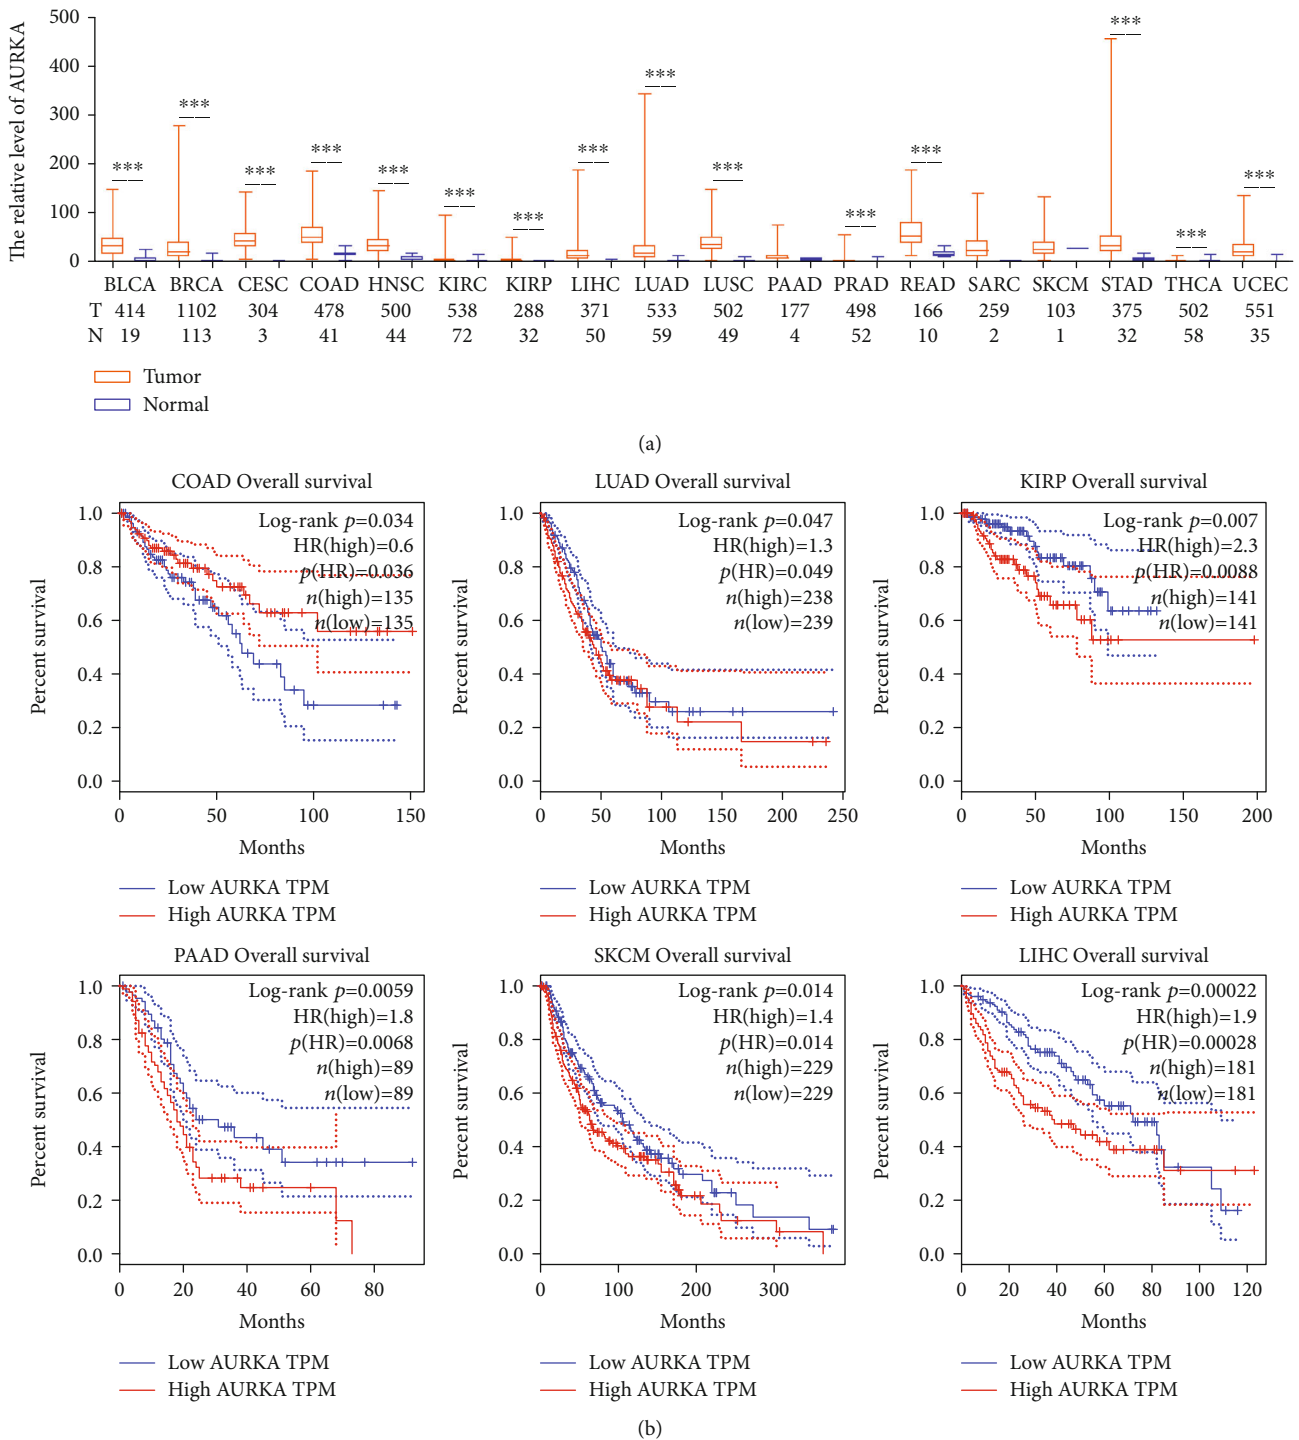 The relative level of AURKA
500
400
300
200
100
0
*** *** *** *** *** *** *** *** *** *** *** *** *** *** ***
BLCA BRCA CESC COAD HNSC KIRC KIRP LIHC LUAD LUSC PAAD PRAD READ SARC SKCM STAD THCA UCEC
T 414 1102 304 478 500 538 288 371 533 502 177 498 166 259 103 375 502 551
N 19 113 3 41 44 72 32 50 59 49 4 52 10 2 1 32 58 35
Tumor
Normal
(a)
COAD Overall survival
Log-rank p=0.034
HR(high)=0.6
p(HR)=0.036
n(high)=135
n(low)=135
Percent survival
1.0
0.8
0.6
0.4
0.2
0.0
0 50 100 150
Months
Low AURKA TPM
High AURKA TPM
LUAD Overall survival
Log-rank p=0.047
HR(high)=1.3
p(HR)=0.049
n(high)=238
n(low)=239
Percent survival
1.0
0.8
0.6
0.4
0.2
0.0
0 50 100 150 200 250
Months
Low AURKA TPM
High AURKA TPM
KIRP Overall survival
Log-rank p=0.007
HR(high)=2.3
p(HR)=0.0088
n(high)=141
n(low)=141
Percent survival
1.0
0.8
0.6
0.4
0.2
0.0
0 50 100 150 200
Months
Low AURKA TPM
High AURKA TPM
PAAD Overall survival
Log-rank p=0.0059
HR(high)=1.8
p(HR)=0.0068
n(high)=89
n(low)=89
Percent survival
1.0
0.8
0.6
0.4
0.2
0.0
0 20 40 60 80
Months
Low AURKA TPM
High AURKA TPM
SKCM Overall survival
Log-rank p=0.014
HR(high)=1.4
p(HR)=0.014
n(high)=229
n(low)=229
Percent survival
1.0
0.8
0.6
0.4
0.2
0.0
0 100 200 300
Months
Low AURKA TPM
High AURKA TPM
LIHC Overall survival
Log-rank p=0.00022
HR(high)=1.9
p(HR)=0.00028
n(high)=181
n(low)=181
Percent survival
1.0
0.8
0.6
0.4
0.2
0.0
0 20 40 60 80 100 120
Months
Low AURKA TPM
High AURKA TPM
(b)